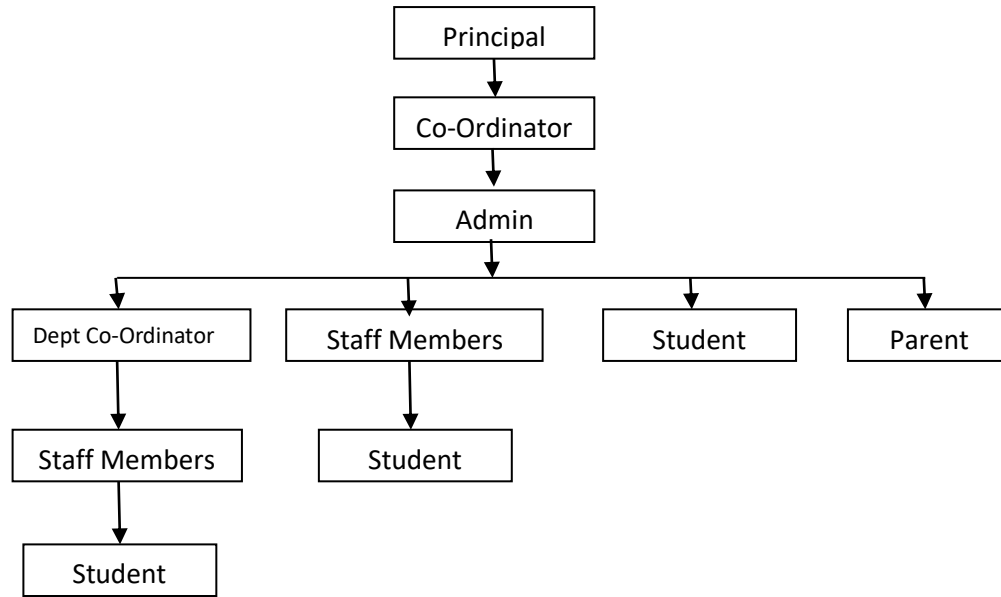 Principal
Co-Ordinator
Admin
Dept Co-Ordinator
Staff Members
Student
Parent
Staff Members
Student
Student